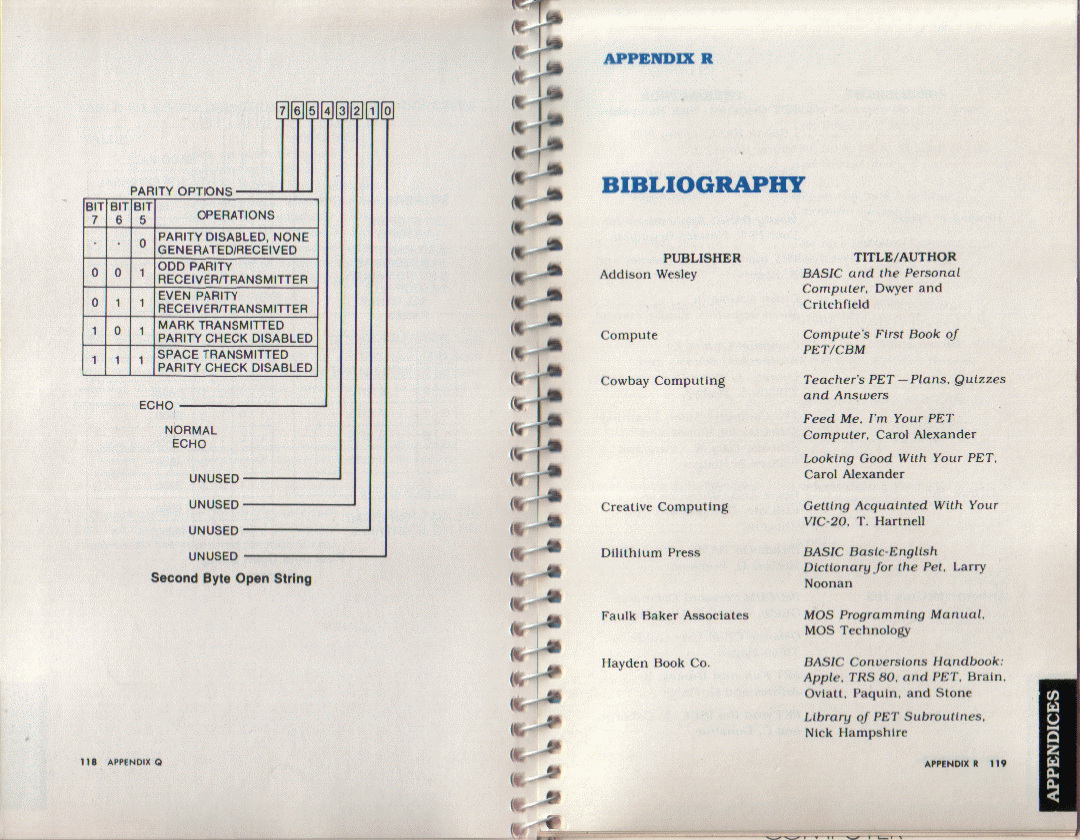 7 6 5 4 3 2 1 0
PARITY OPTIONS
BIT 7 BIT 6 BIT 5 OPERATIONS
- - 0 PARITY DISABLED, NONE
GENERATED/RECEIVED
0 0 1 ODD PARITY
RECEIVER/TRANSMITTER
0 1 1 EVEN PARITY
RECEIVER/TRANSMITTER
1 0 1 MARK TRANSMITTED
PARITY CHECK DISABLED
1 1 1 SPACE TRANSMITTED
PARITY CHECK DISABLED
ECHO
NORMAL
ECHO
UNUSED
UNUSED
UNUSED
UNUSED
Second Byte Open String
118 APPENDIX Q
APPENDIX R
BIBLIOGRAPHY
PUBLISHER TITLE/AUTHOR
Addison Wesley BASIC and the Personal
Computer, Dwyer and
Critchfield
Compute Compute's First Book of
PET/CBM
Cowbay Computing Teacher's PET — Plans, Quizzes
and Answers
Feed Me, I'm Your PET
Computer, Carol Alexander
Looking Good With Your PET,
Carol Alexander
Creative Computing Getting Acquainted With Your
VIC-20, T. Hartnell
Dilithium Press BASIC Basic-English
Dictionary for the Pet, Larry
Noonan
Faulk Baker Associates MOS Programming Manual,
MOS Technology
Hayden Book Co. BASIC Conversions Handbook:
Apple, TRS 80, and PET, Brain,
Oviatt, Paquin, and Stone
Library of PET Subroutines,
Nick Hampshire
APPENDIX R 119
APPENDICES